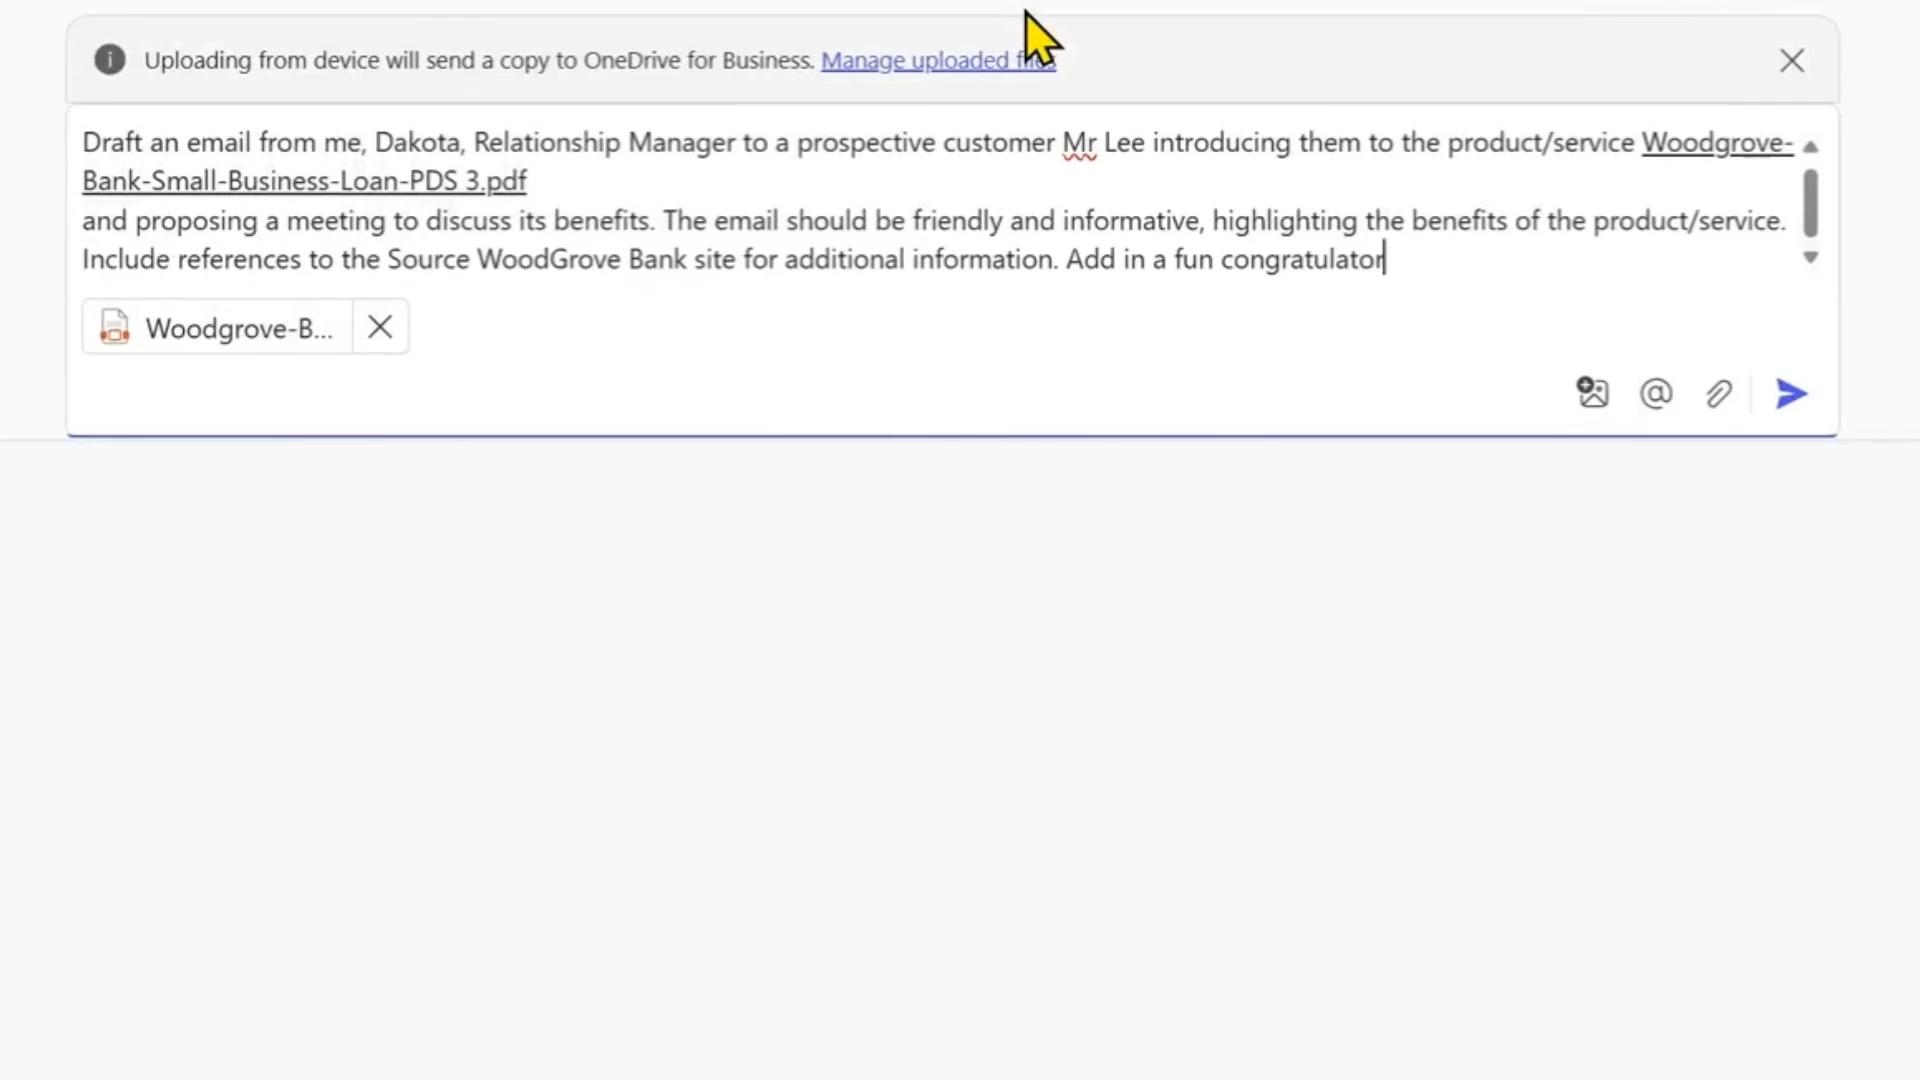 Uploading from device will send a copy to OneDrive for Business. Manage uploaded files
Draft an email from me, Dakota, Relationship Manager to a prospective customer Mr Lee introducing them to the product/service Woodgrove-
Bank-Small-Business-Loan-PDS 3.pdf
and proposing a meeting to discuss its benefits. The email should be friendly and informative, highlighting the benefits of the product/service.
Include references to the Source WoodGrove Bank site for additional information. Add in a fun congratulator
Woodgrove-B...